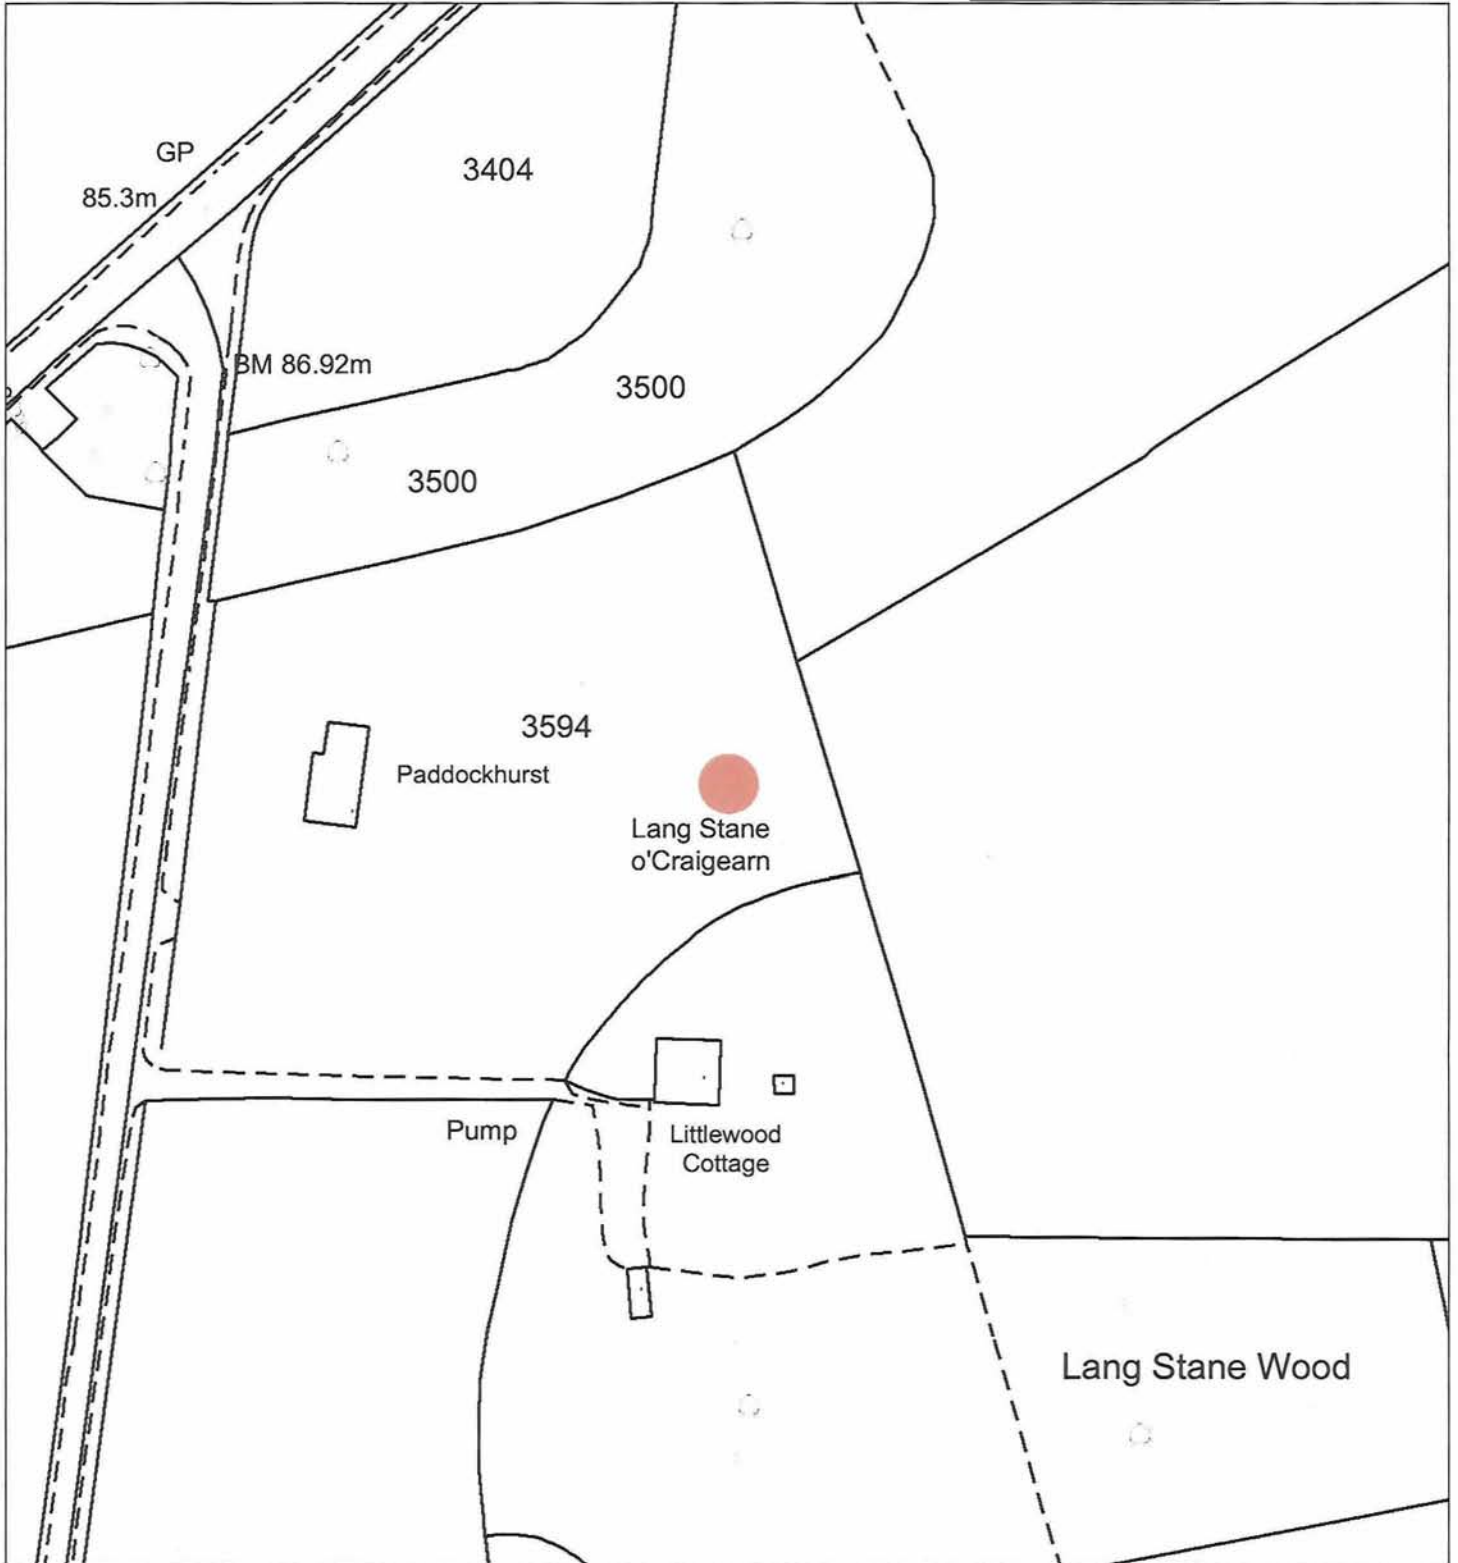 GP
3404
85.3m
BM 86.92m
3500
3500
3594
Paddockhurst
Lang Stane
o'Craigearn
Pump
Littlewood
Cottage
Lang Stane Wood